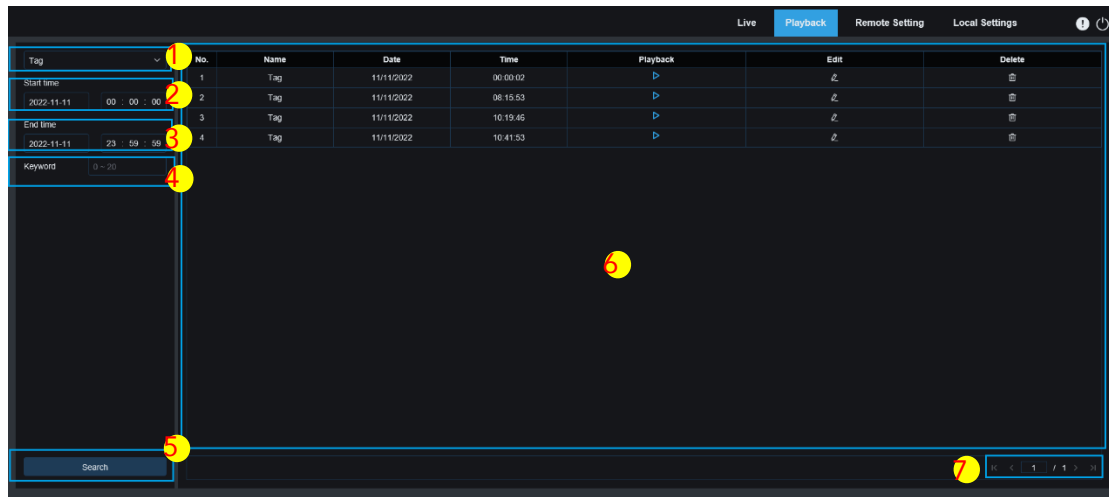 Live Playback Remote Setting Local Settings !
Tag 1
No. Name Date Time Playback Edit Delete
1 Tag 11/11/2022 00:00:02
Start time
2022-11-11 00 : 00 : 00 2
2 Tag 11/11/2022 08:15:53
3 Tag 11/11/2022 10:19:46
End time
2022-11-11 23 : 59 : 59 3
4 Tag 11/11/2022 10:41:53
Keyword 0 ~ 20 4
6
5
Search
7 1 / 1